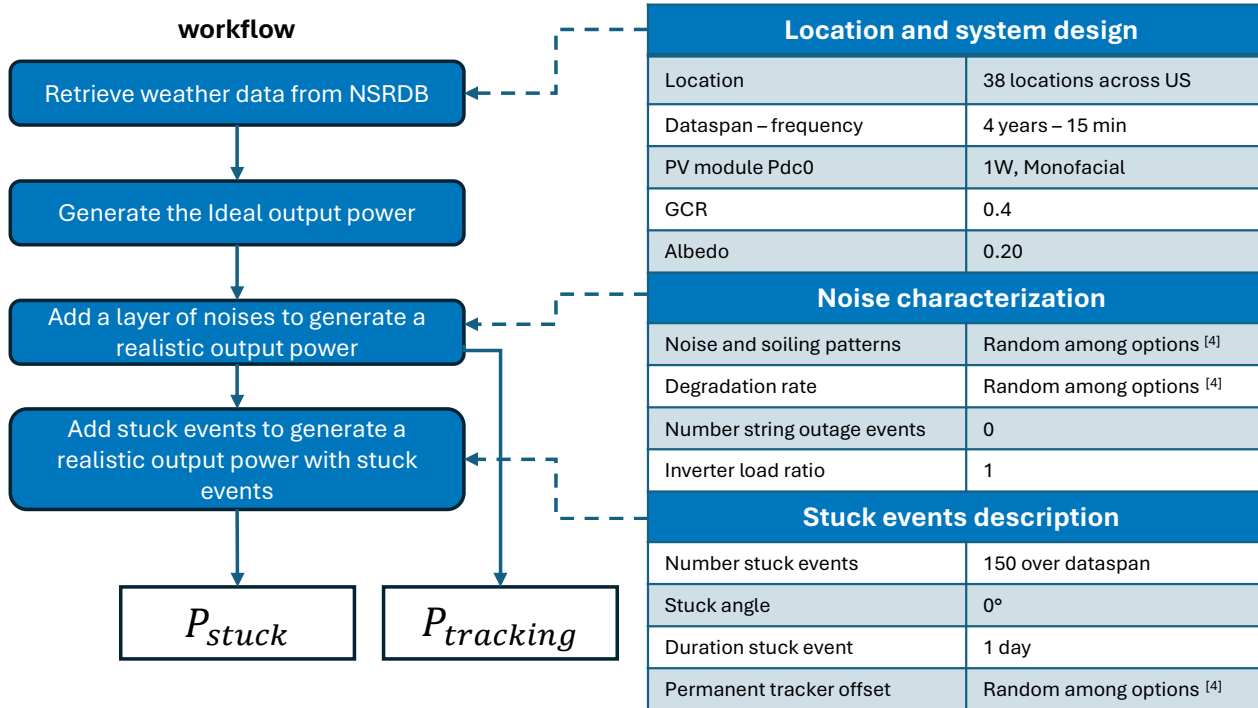 workflow
Retrieve weather data from NSRDB
Generate the Ideal output power
Add a layer of noises to generate a
realistic output power
Add stuck events to generate a
realistic output power with stuck
events
P_stuck
P_tracking
Location and system design
Location 38 locations across US
Dataspan – frequency 4 years – 15 min
PV module Pdc0 1W, Monofacial
GCR 0.4
Albedo 0.20
Noise characterization
Noise and soiling patterns Random among options [4]
Degradation rate Random among options [4]
Number string outage events 0
Inverter load ratio 1
Stuck events description
Number stuck events 150 over dataspan
Stuck angle 0°
Duration stuck event 1 day
Permanent tracker offset Random among options [4]